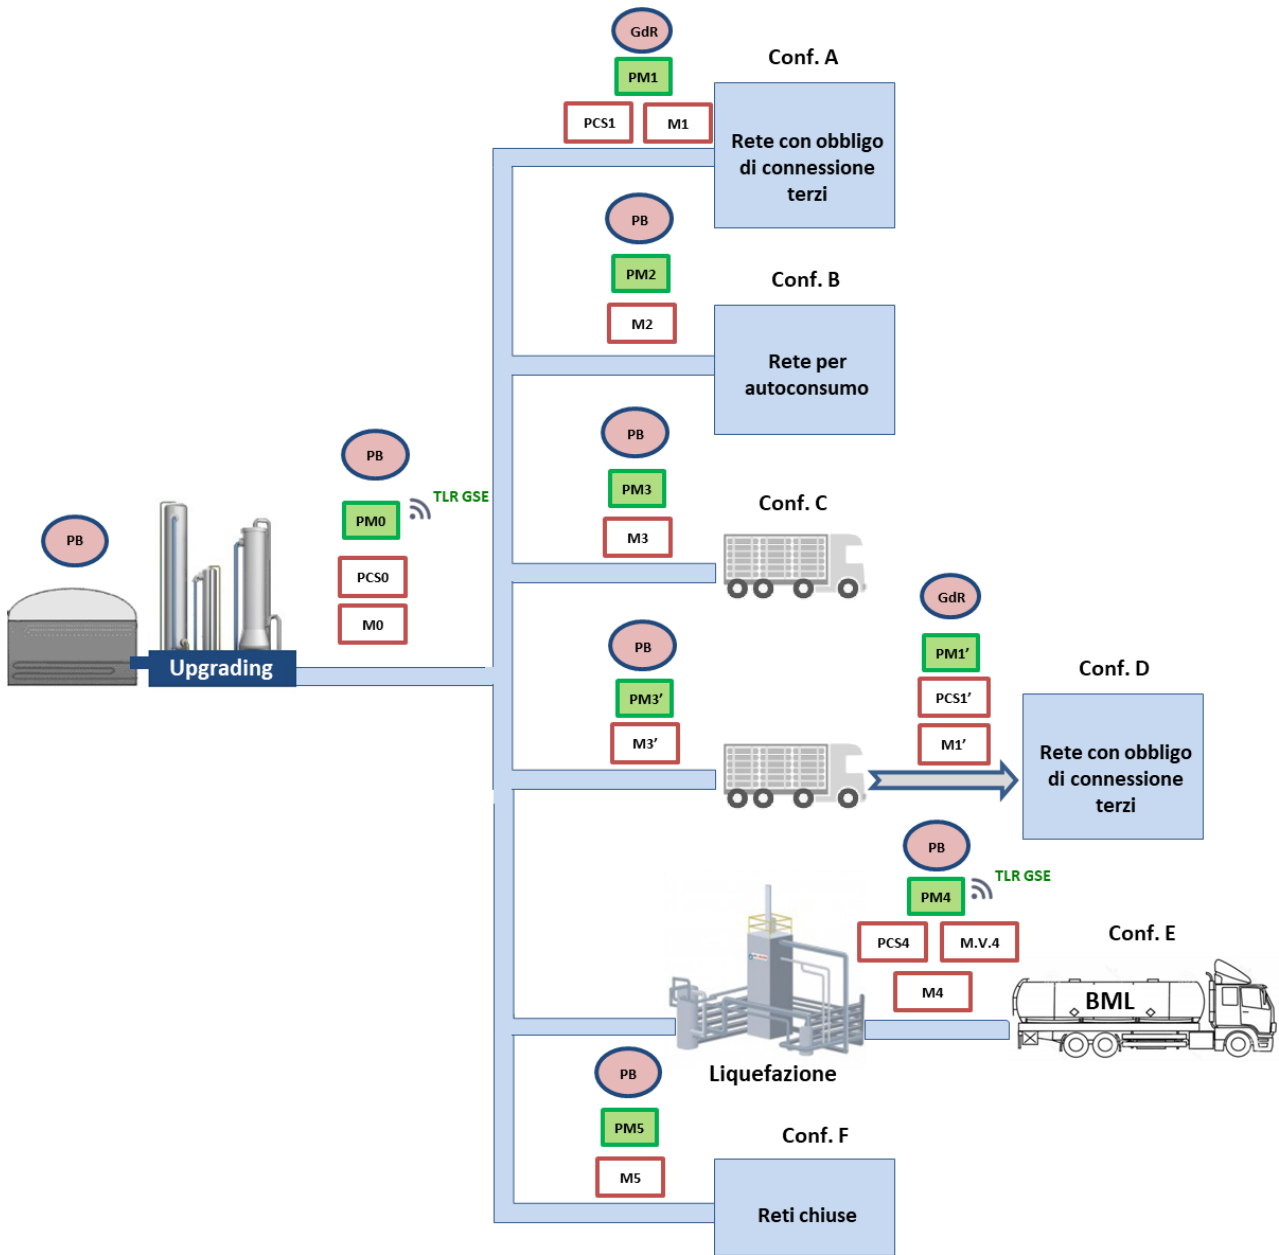 GdR
PM1
PCS1
M1
Conf. A
Rete con obbligo
di connessione
terzi
PB
PM2
M2
Conf. B
Rete per
autoconsumo
PB
PM3
M3
Conf. C
PB
PB
PM0
TLR GSE
PCS0
M0
Upgrading
PB
PM3’
M3’
GdR
PM1’
PCS1’
M1’
Conf. D
Rete con obbligo
di connessione
terzi
PB
PM4
TLR GSE
PCS4
M.V.4
M4
Conf. E
BML
Liquefazione
PB
PM5
M5
Conf. F
Reti chiuse